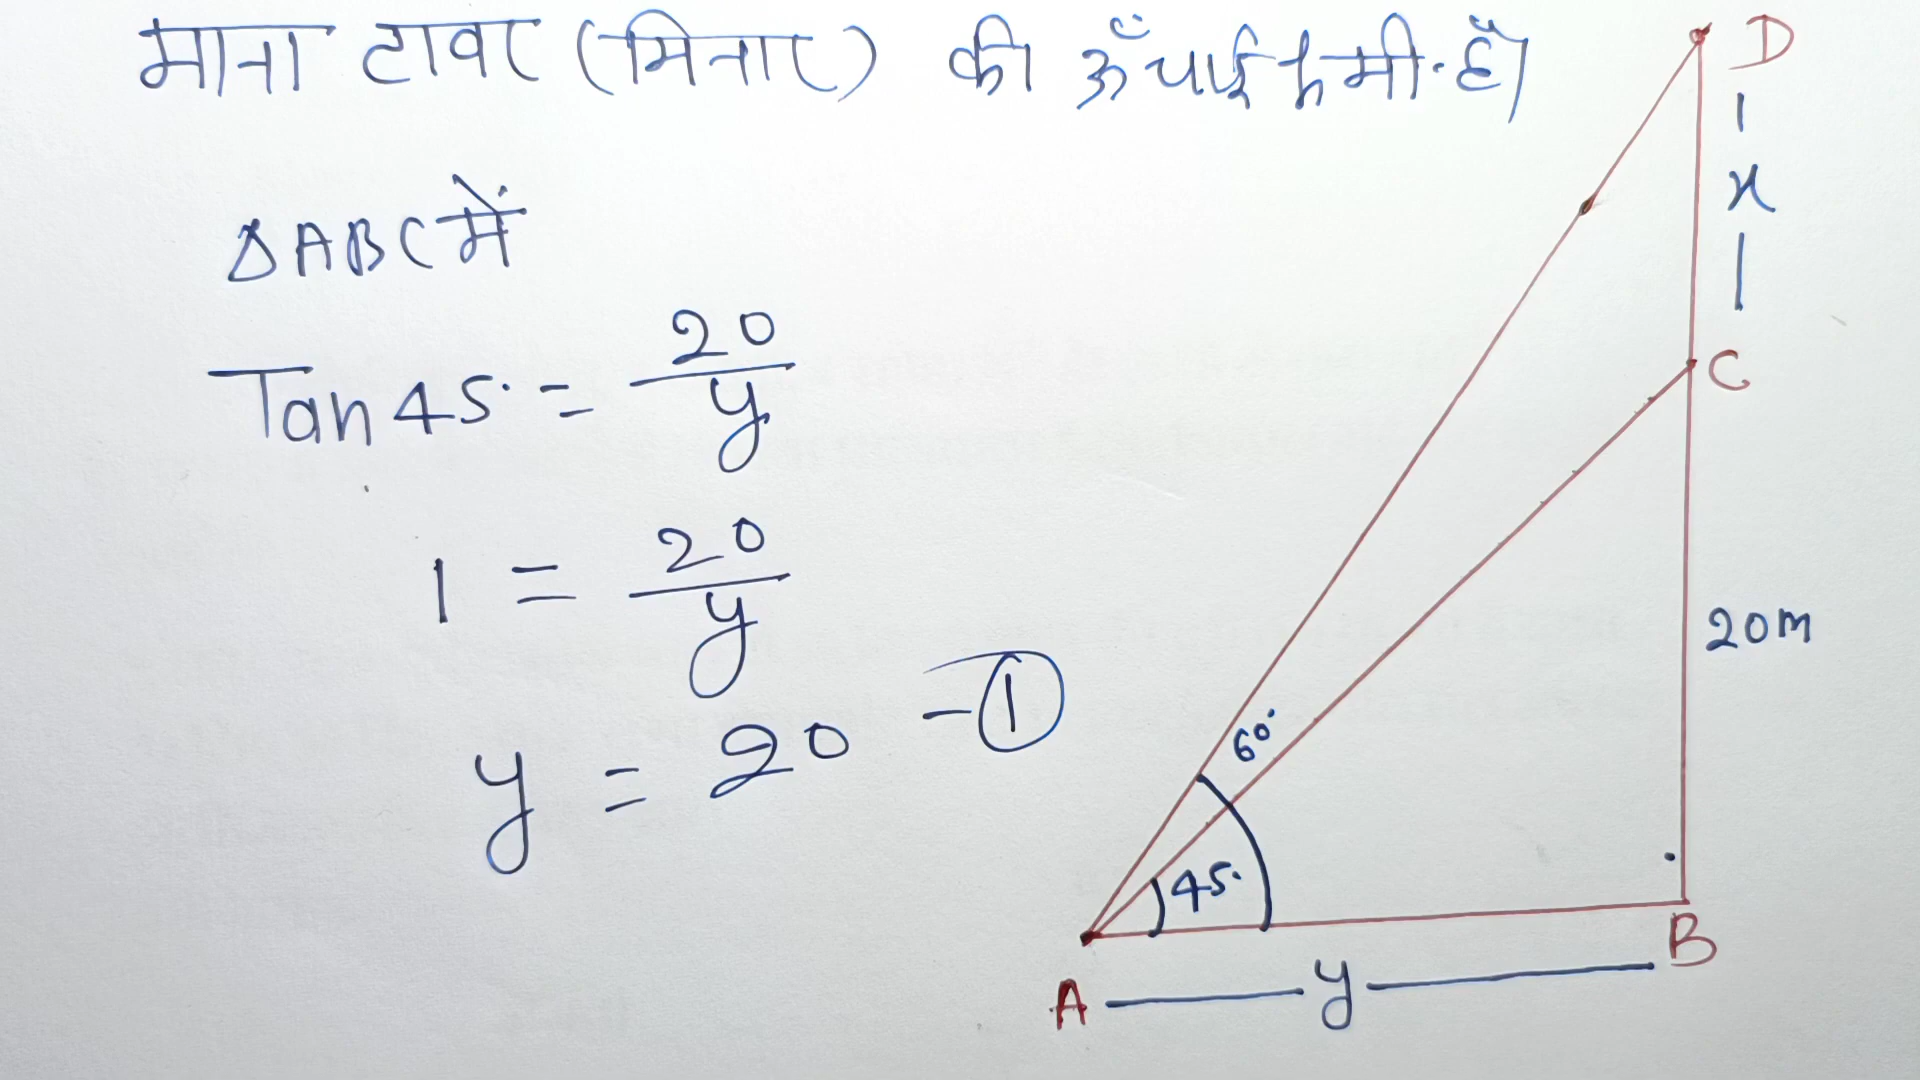 माना टावर (मिनार) की ऊँचाई h मी. है।
D
x
ΔABC में
Tan 45° = 20/y
C
1 = 20/y
20m
y = 20 - ①
60°
45°
B
A y